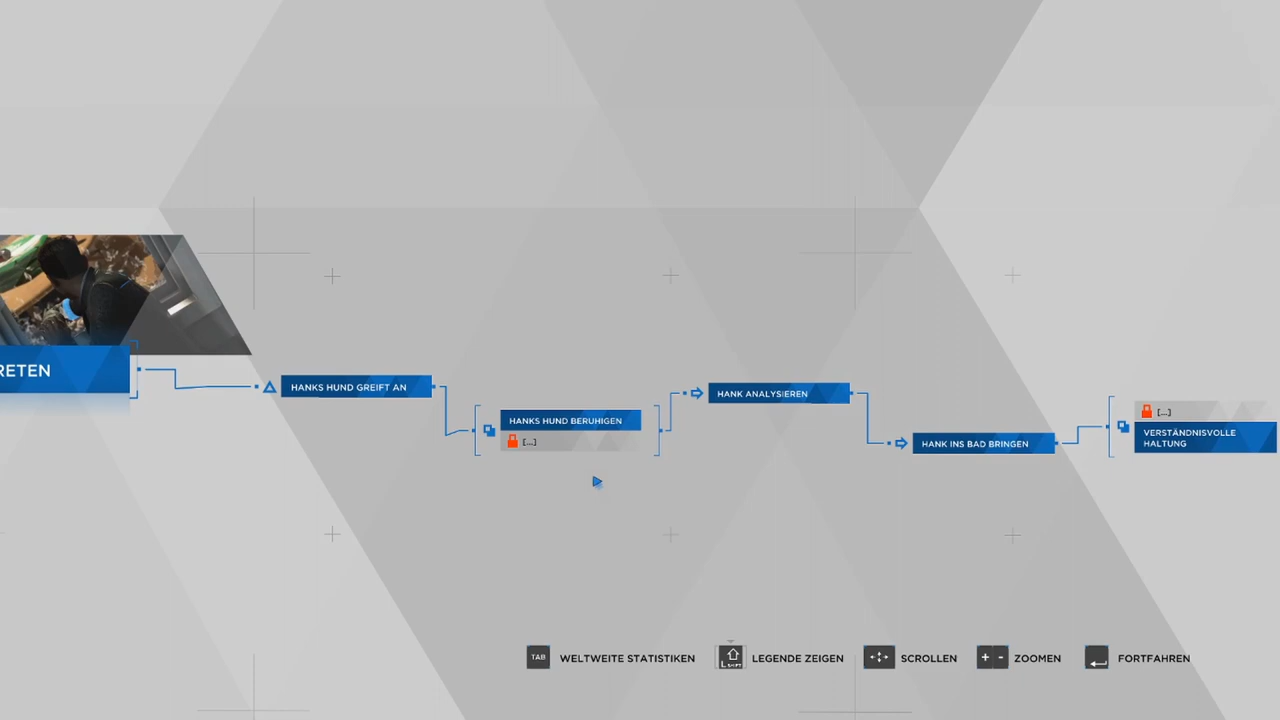 RETEN
HANKS HUND GREIFT AN
HANKS HUND BERUHIGEN
[...]
HANK ANALYSIEREN
HANK INS BAD BRINGEN
[...]
VERSTÄNDNISVOLLE
HALTUNG
TAB WELTWEITE STATISTIKEN
L SHIFT LEGENDE ZEIGEN
SCROLLEN
+ - ZOOMEN
FORTFAHREN